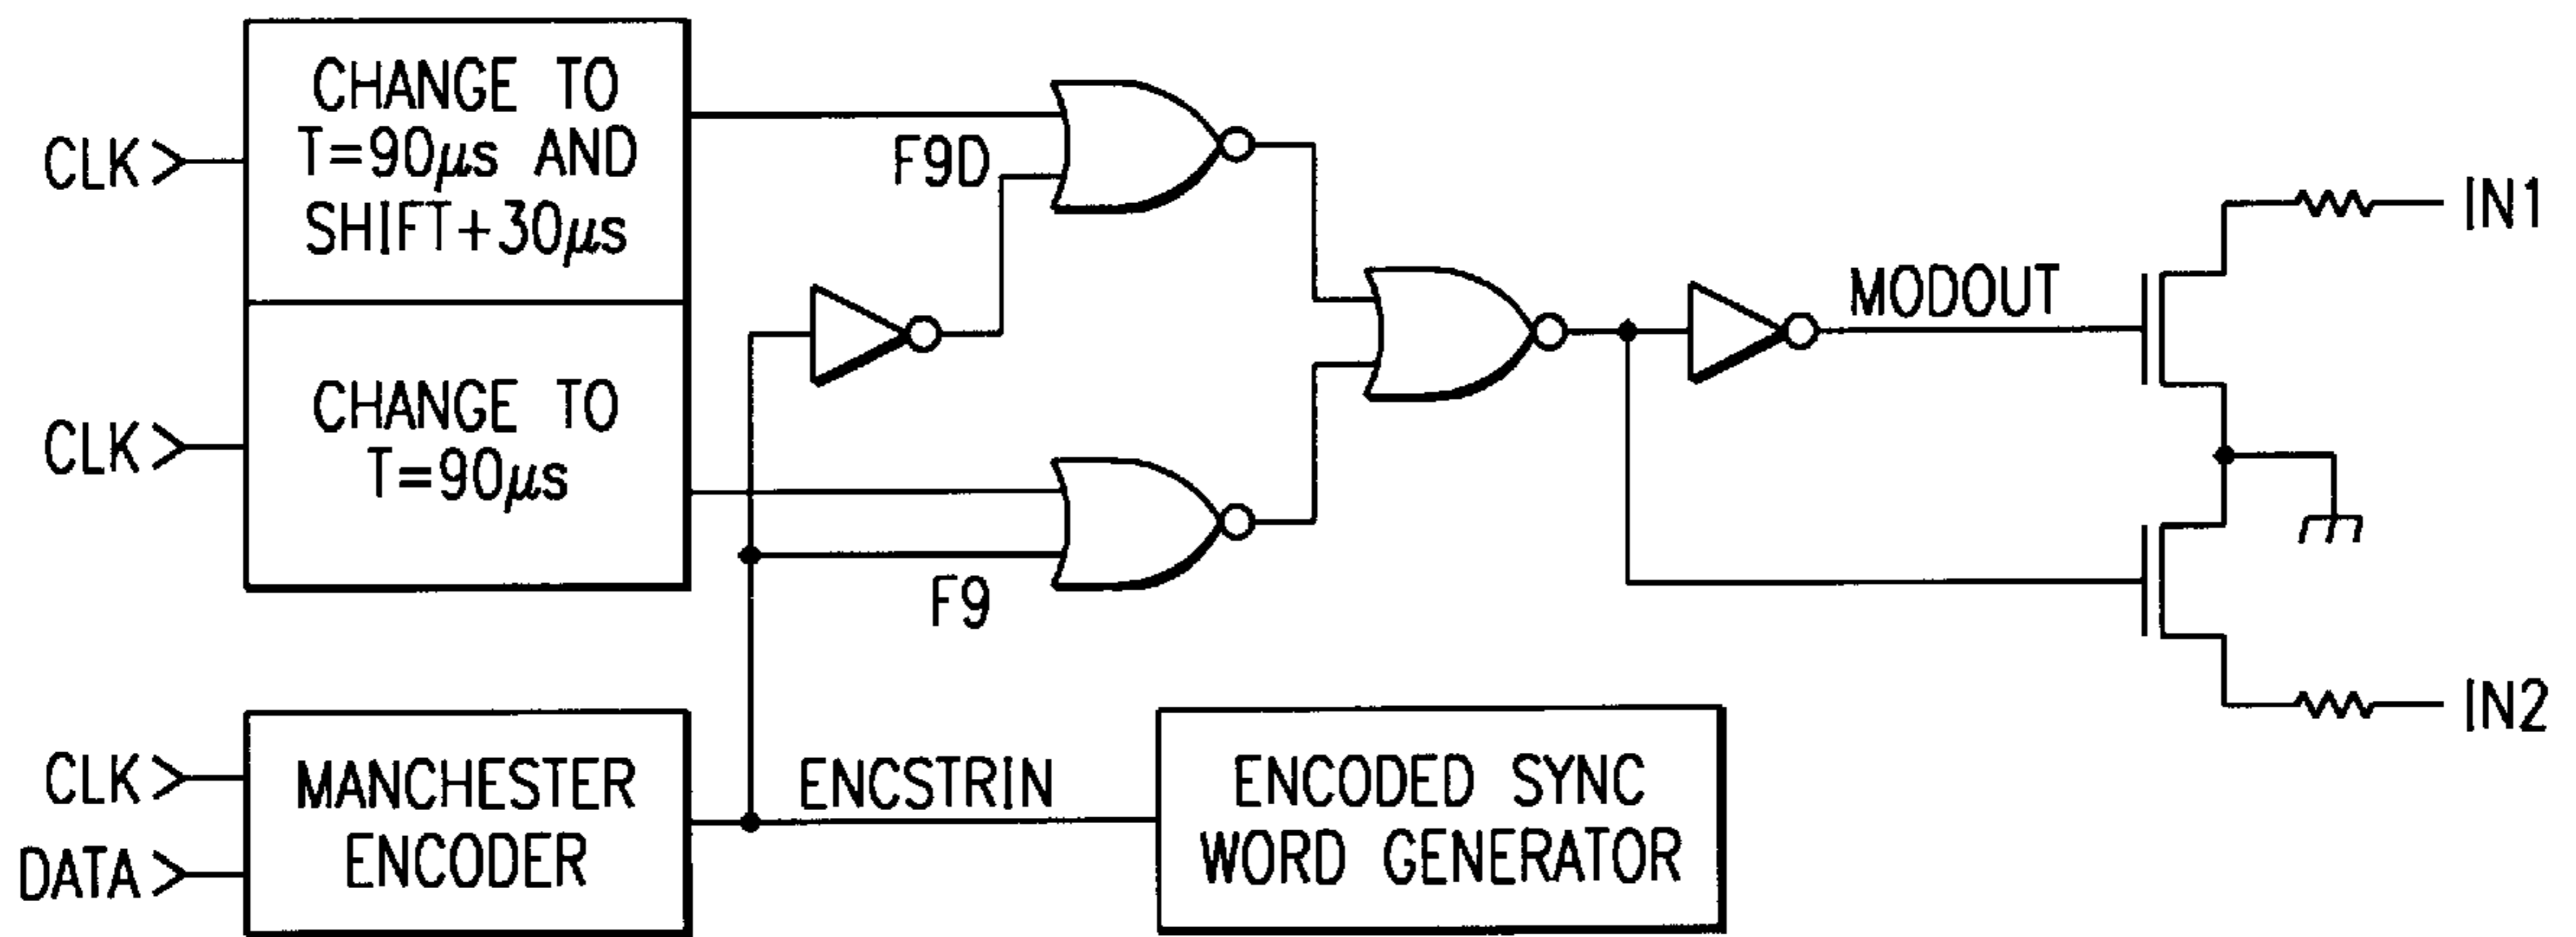 CHANGE TO
T=90μs AND
SHIFT+30μs
CLK
F9D
IN1
MODOUT
CHANGE TO
T=90μs
CLK
F9
IN2
CLK
DATA
MANCHESTER
ENCODER
ENCSTRIN
ENCODED SYNC
WORD GENERATOR